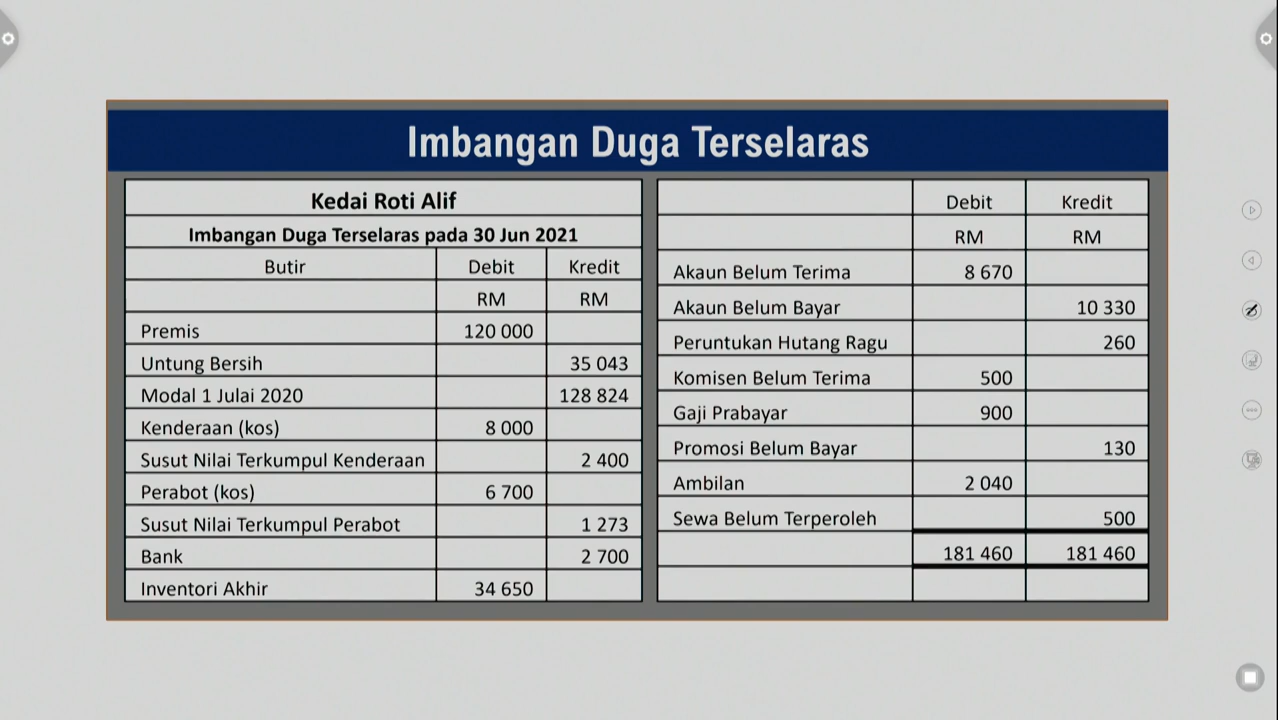 Imbangan Duga Terselaras
Kedai Roti Alif
Imbangan Duga Terselaras pada 30 Jun 2021
Butir Debit Kredit
RM RM
Premis 120 000
Untung Bersih 35 043
Modal 1 Julai 2020 128 824
Kenderaan (kos) 8 000
Susut Nilai Terkumpul Kenderaan 2 400
Perabot (kos) 6 700
Susut Nilai Terkumpul Perabot 1 273
Bank 2 700
Inventori Akhir 34 650
Debit Kredit
RM RM
Akaun Belum Terima 8 670
Akaun Belum Bayar 10 330
Peruntukan Hutang Ragu 260
Komisen Belum Terima 500
Gaji Prabayar 900
Promosi Belum Bayar 130
Ambilan 2 040
Sewa Belum Terperoleh 500
181 460 181 460